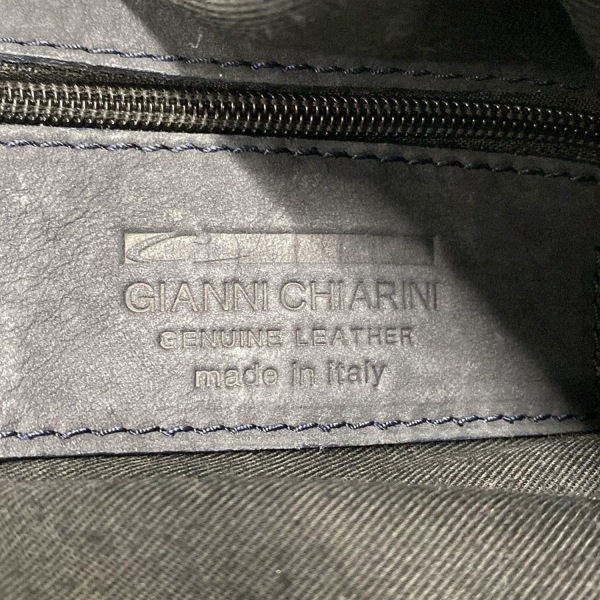 GIANNI CHIARINI
GENUINE LEATHER
made in italy